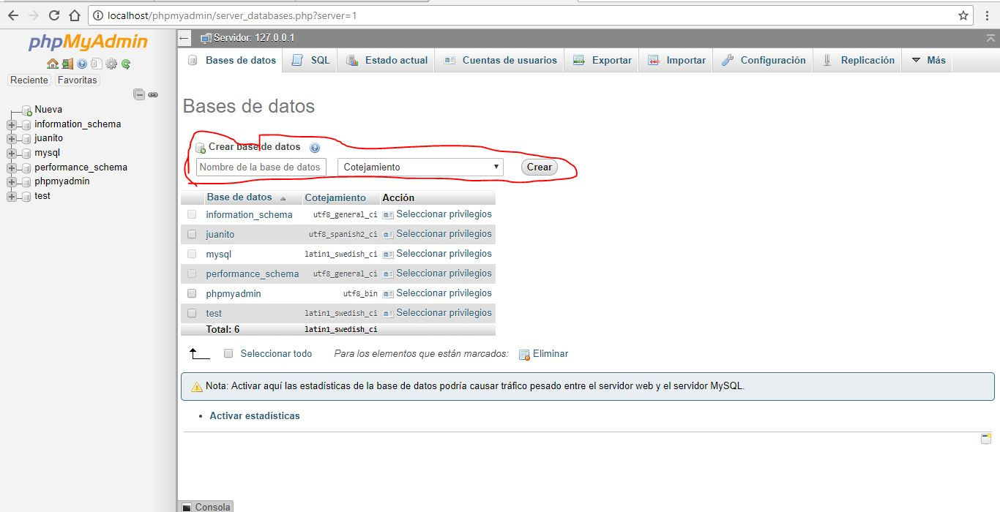 localhost/phpmyadmin/server_databases.php?server=1
phpMyAdmin
Reciente Favoritas
Nueva
information_schema
juanito
mysql
performance_schema
phpmyadmin
test
Servidor: 127.0.0.1
Bases de datos SQL Estado actual Cuentas de usuarios Exportar Importar Configuración Replicación Más
Bases de datos
Crear base de datos
Nombre de la base de datos Cotejamiento Crear
Base de datos Cotejamiento Acción
information_schema utf8_general_ci Seleccionar privilegios
juanito utf8_spanish2_ci Seleccionar privilegios
mysql latin1_swedish_ci Seleccionar privilegios
performance_schema utf8_general_ci Seleccionar privilegios
phpmyadmin utf8_bin Seleccionar privilegios
test latin1_swedish_ci Seleccionar privilegios
Total: 6 latin1_swedish_ci
Seleccionar todo Para los elementos que están marcados: Eliminar
Nota: Activar aquí las estadísticas de la base de datos podría causar tráfico pesado entre el servidor web y el servidor MySQL.
• Activar estadísticas
Consola